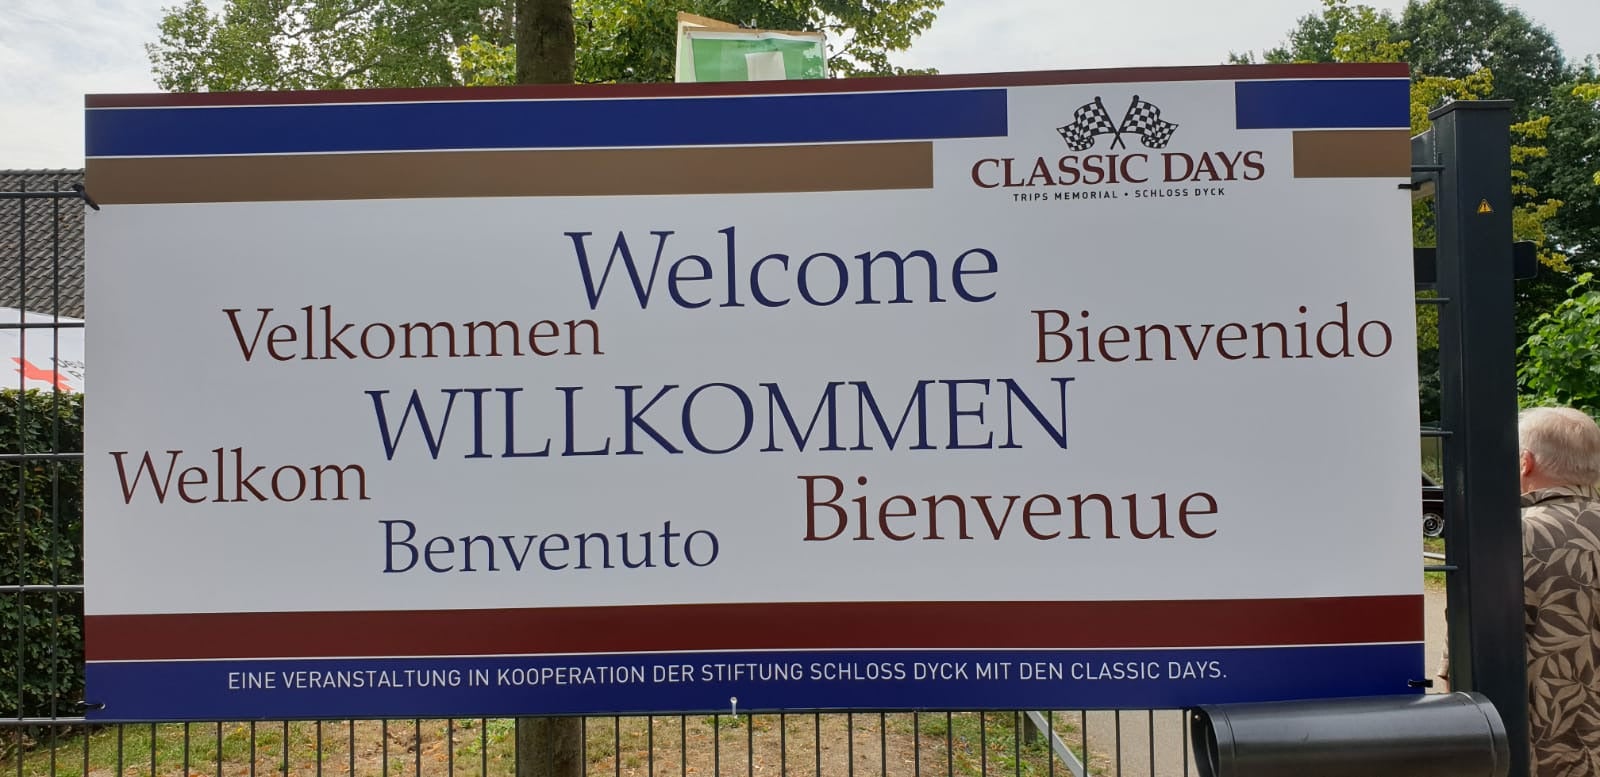 CLASSIC DAYS
TRIPS MEMORIAL • SCHLOSS DYCK
Welcome
Velkommen
Bienvenido
WILLKOMMEN
Welkom
Bienvenue
Benvenuto
EINE VERANSTALTUNG IN KOOPERATION DER STIFTUNG SCHLOSS DYCK MIT DEN CLASSIC DAYS.